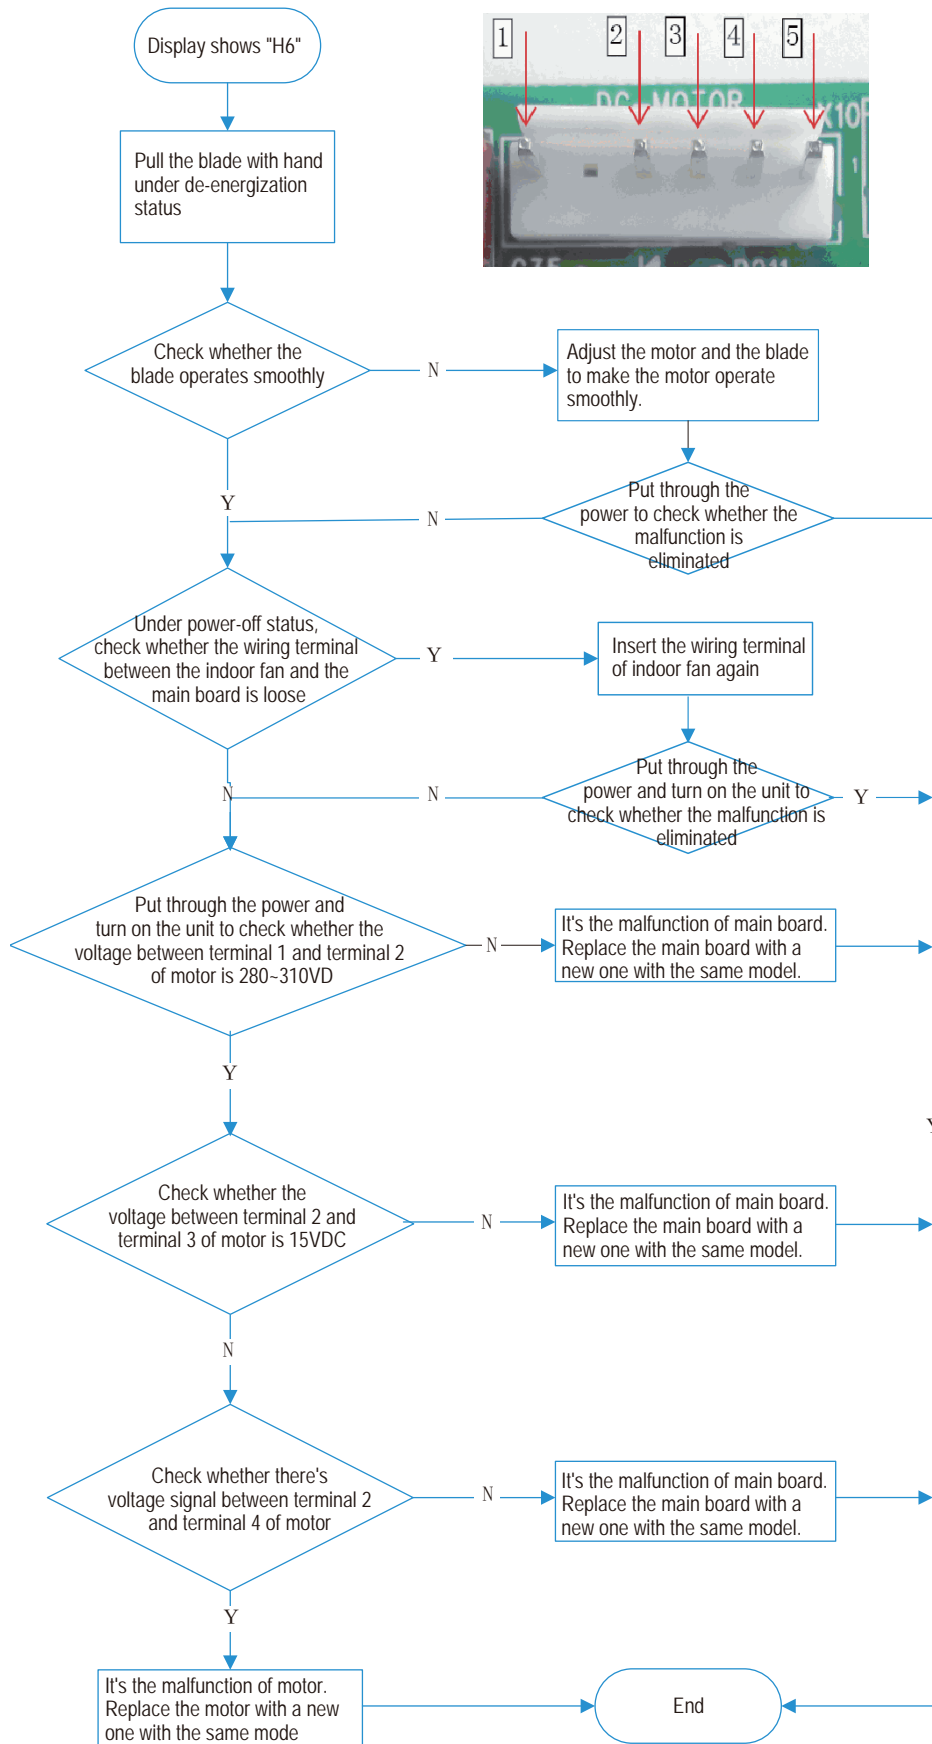 Display shows "H6"
1 2 3 4 5
DC MOTOR
X10
1
Pull the blade with hand
under de-energization
status
Check whether the
blade operates smoothly
N
Adjust the motor and the blade
to make the motor operate
smoothly.
Y
Put through the
power to check whether the
malfunction is
eliminated
N
Under power-off status,
check whether the wiring terminal
between the indoor fan and the
main board is loose
Y
Insert the wiring terminal
of indoor fan again
N
Put through the
power and turn on the unit to
check whether the malfunction is
eliminated
N
Y
Put through the power and
turn on the unit to check whether the
voltage between terminal 1 and terminal 2
of motor is 280~310VD
N
It's the malfunction of main board.
Replace the main board with a
new one with the same model.
Y
Y
Check whether the
voltage between terminal 2 and
terminal 3 of motor is 15VDC
N
It's the malfunction of main board.
Replace the main board with a
new one with the same model.
N
Check whether there's
voltage signal between terminal 2
and terminal 4 of motor
N
It's the malfunction of main board.
Replace the main board with a
new one with the same model.
Y
It's the malfunction of motor.
Replace the motor with a new
one with the same mode
End